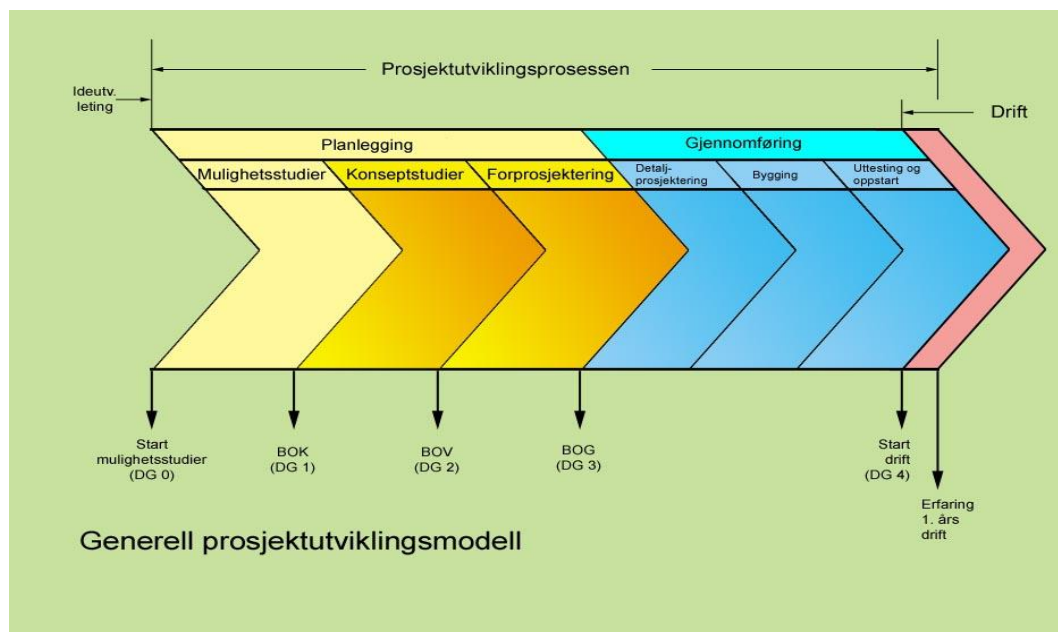 Prosjektutviklingsprosessen
Ideutv.
leting
Drift
Planlegging
Gjennomføring
Mulighetsstudier
Konseptstudier
Forprosjektering
Detalj-
prosjektering
Bygging
Uttesting og
oppstart
Start
mulighetsstudier
(DG 0)
BOK
(DG 1)
BOV
(DG 2)
BOG
(DG 3)
Start
drift
(DG 4)
Erfaring
1. års
drift
Generell prosjektutviklingsmodell